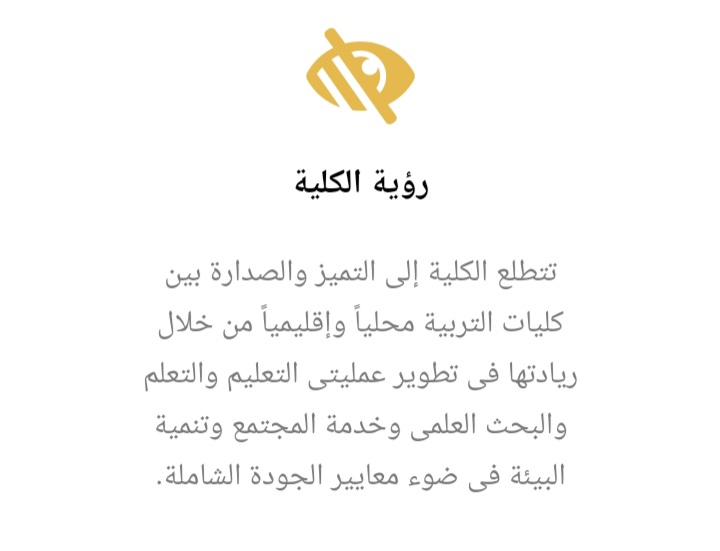 رؤية الكلية
تتطلع الكلية إلى التميز والصدارة بين
كليات التربية محلياً وإقليمياً من خلال
ريادتها فى تطوير عمليتى التعليم والتعلم
والبحث العلمى وخدمة المجتمع وتنمية
البيئة فى ضوء معايير الجودة الشاملة.